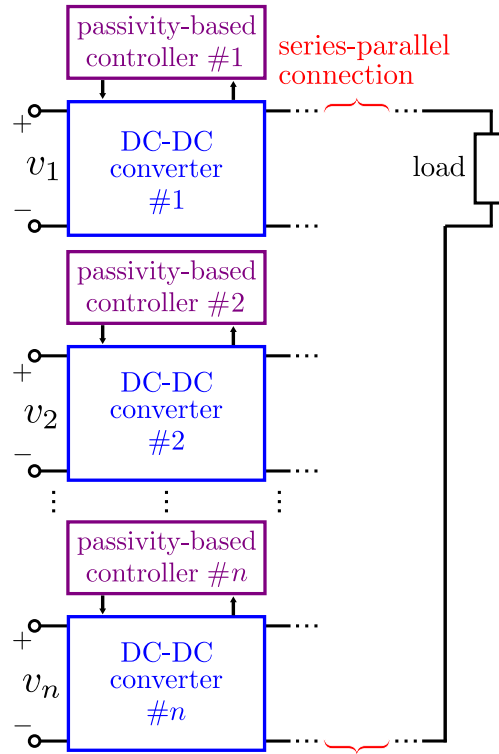 passivity-based
controller #1
series-parallel
connection
+
v₁
−
DC-DC
converter
#1
load
passivity-based
controller #2
+
v₂
−
DC-DC
converter
#2
passivity-based
controller #n
+
vₙ
−
DC-DC
converter
#n